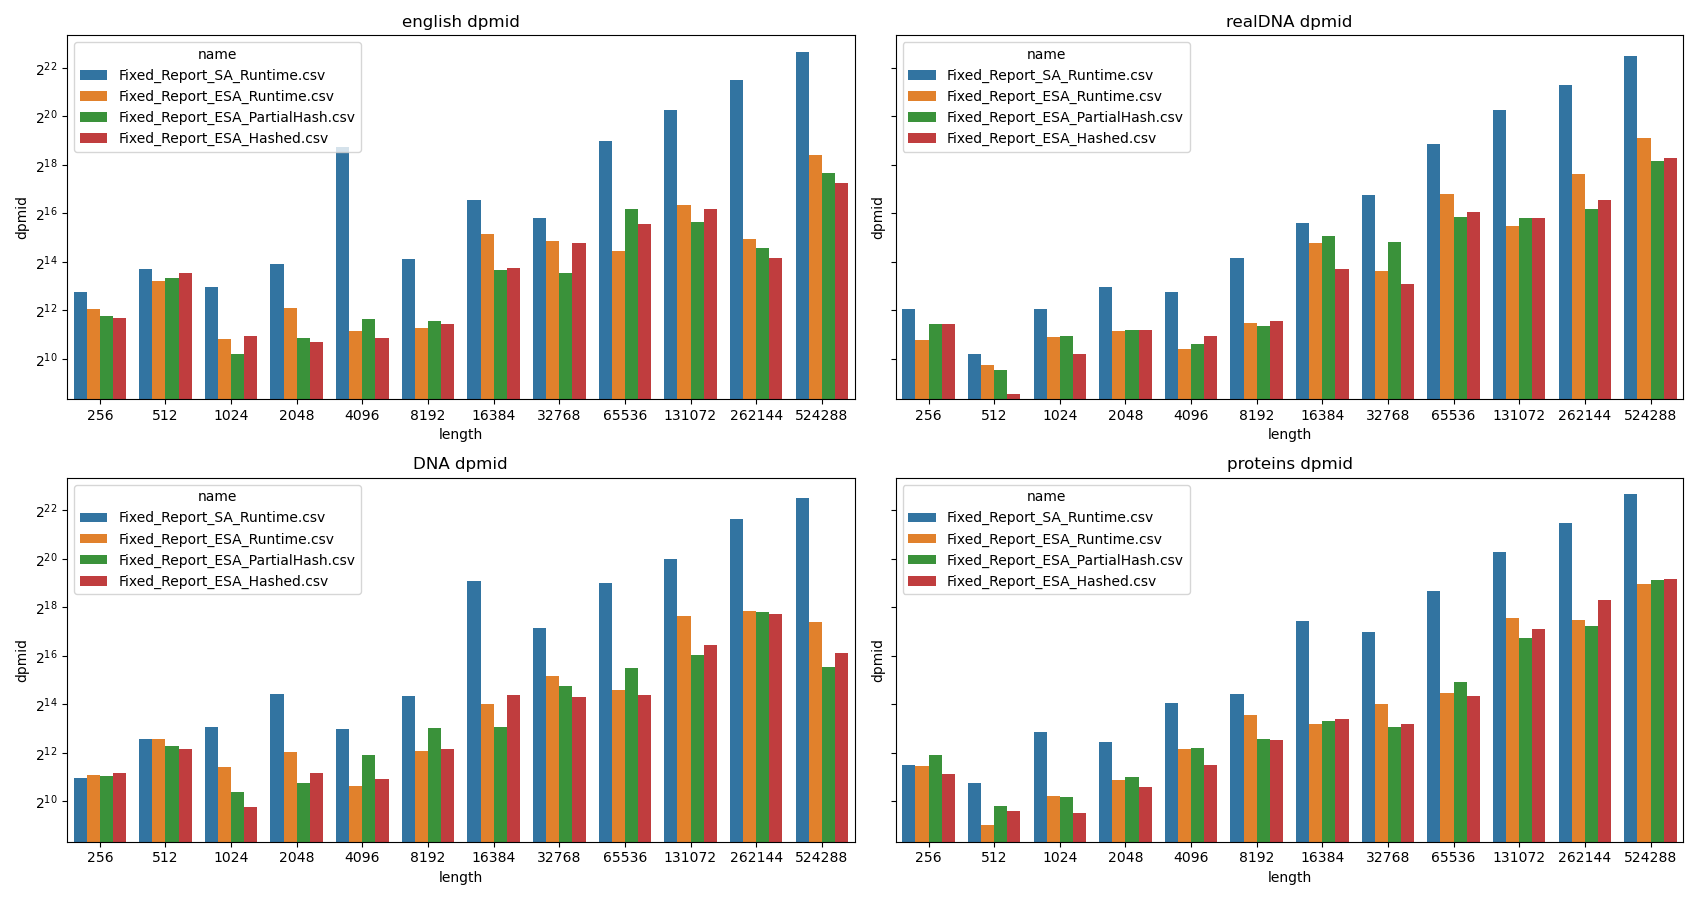 english dpmid
name
Fixed_Report_SA_Runtime.csv
Fixed_Report_ESA_Runtime.csv
Fixed_Report_ESA_PartialHash.csv
Fixed_Report_ESA_Hashed.csv
dpmid
2^22
2^20
2^18
2^16
2^14
2^12
2^10
256 512 1024 2048 4096 8192 16384 32768 65536 131072 262144 524288
length
realDNA dpmid
name
Fixed_Report_SA_Runtime.csv
Fixed_Report_ESA_Runtime.csv
Fixed_Report_ESA_PartialHash.csv
Fixed_Report_ESA_Hashed.csv
dpmid
256 512 1024 2048 4096 8192 16384 32768 65536 131072 262144 524288
length
DNA dpmid
name
Fixed_Report_SA_Runtime.csv
Fixed_Report_ESA_Runtime.csv
Fixed_Report_ESA_PartialHash.csv
Fixed_Report_ESA_Hashed.csv
dpmid
2^22
2^20
2^18
2^16
2^14
2^12
2^10
256 512 1024 2048 4096 8192 16384 32768 65536 131072 262144 524288
length
proteins dpmid
name
Fixed_Report_SA_Runtime.csv
Fixed_Report_ESA_Runtime.csv
Fixed_Report_ESA_PartialHash.csv
Fixed_Report_ESA_Hashed.csv
dpmid
256 512 1024 2048 4096 8192 16384 32768 65536 131072 262144 524288
length